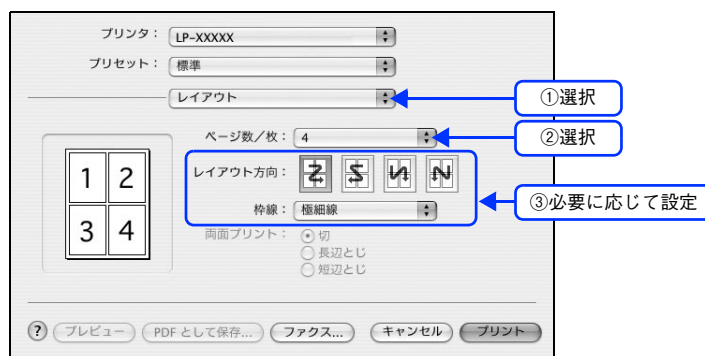 プリンタ： LP-XXXXX
プリセット： 標準
レイアウト
①選択
ページ数／枚： 4
②選択
1 2
3 4
レイアウト方向：
枠線： 極細線
③必要に応じて設定
両面プリント： 切
長辺とじ
短辺とじ
? プレビュー PDF として保存... ファクス... キャンセル プリント